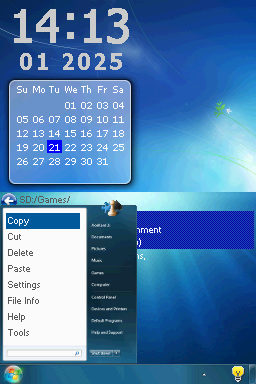 14:13
01 2025
Su Mo Tu We Th Fr Sa
01 02 03 04
05 06 07 08 09 10 11
12 13 14 15 16 17 18
19 20 21 22 23 24 25
26 27 28 29 30 31
SD:/Games/
Copy
Cut
Delete
Paste
Settings
File Info
Help
Tools
Documents
Pictures
Music
Games
Computer
Control Panel
Devices and Printers
Default Programs
Help and Support
Shut down
nment
)
ns,